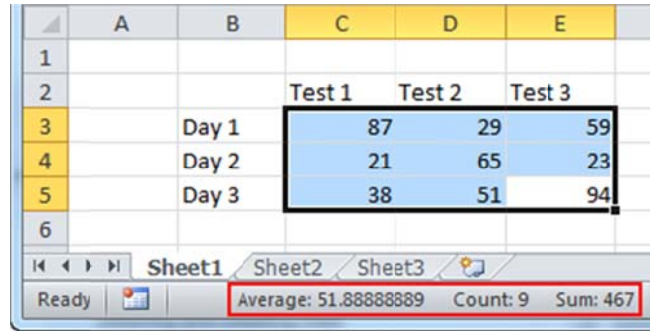 A B C D E
1
2 Test 1 Test 2 Test 3
3 Day 1 87 29 59
4 Day 2 21 65 23
5 Day 3 38 51 94
6
Sheet1 Sheet2 Sheet3
Ready Average: 51.88888889 Count: 9 Sum: 467